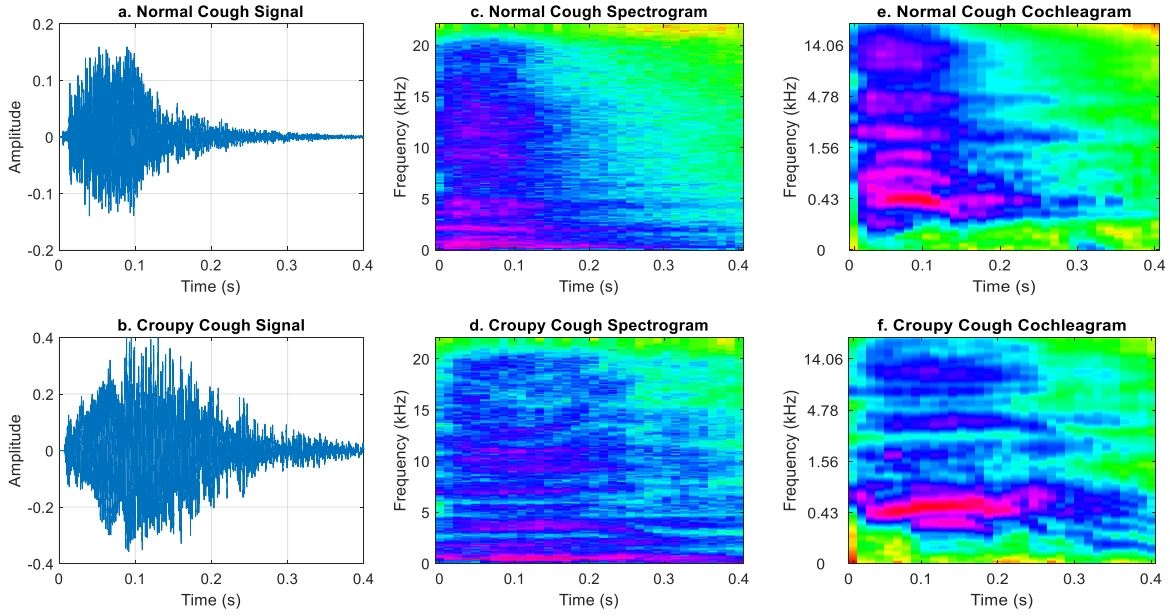 a. Normal Cough Signal
0.2
0.1
0
-0.1
-0.2
Amplitude
0 0.1 0.2 0.3 0.4
Time (s)
c. Normal Cough Spectrogram
20
15
10
5
0
Frequency (kHz)
0 0.1 0.2 0.3 0.4
Time (s)
e. Normal Cough Cochleagram
14.06
4.78
1.56
0.43
0
Frequency (kHz)
0 0.1 0.2 0.3 0.4
Time (s)
b. Croupy Cough Signal
0.4
0.2
0
-0.2
-0.4
Amplitude
0 0.1 0.2 0.3 0.4
Time (s)
d. Croupy Cough Spectrogram
20
15
10
5
0
Frequency (kHz)
0 0.1 0.2 0.3 0.4
Time (s)
f. Croupy Cough Cochleagram
14.06
4.78
1.56
0.43
0
Frequency (kHz)
0 0.1 0.2 0.3 0.4
Time (s)